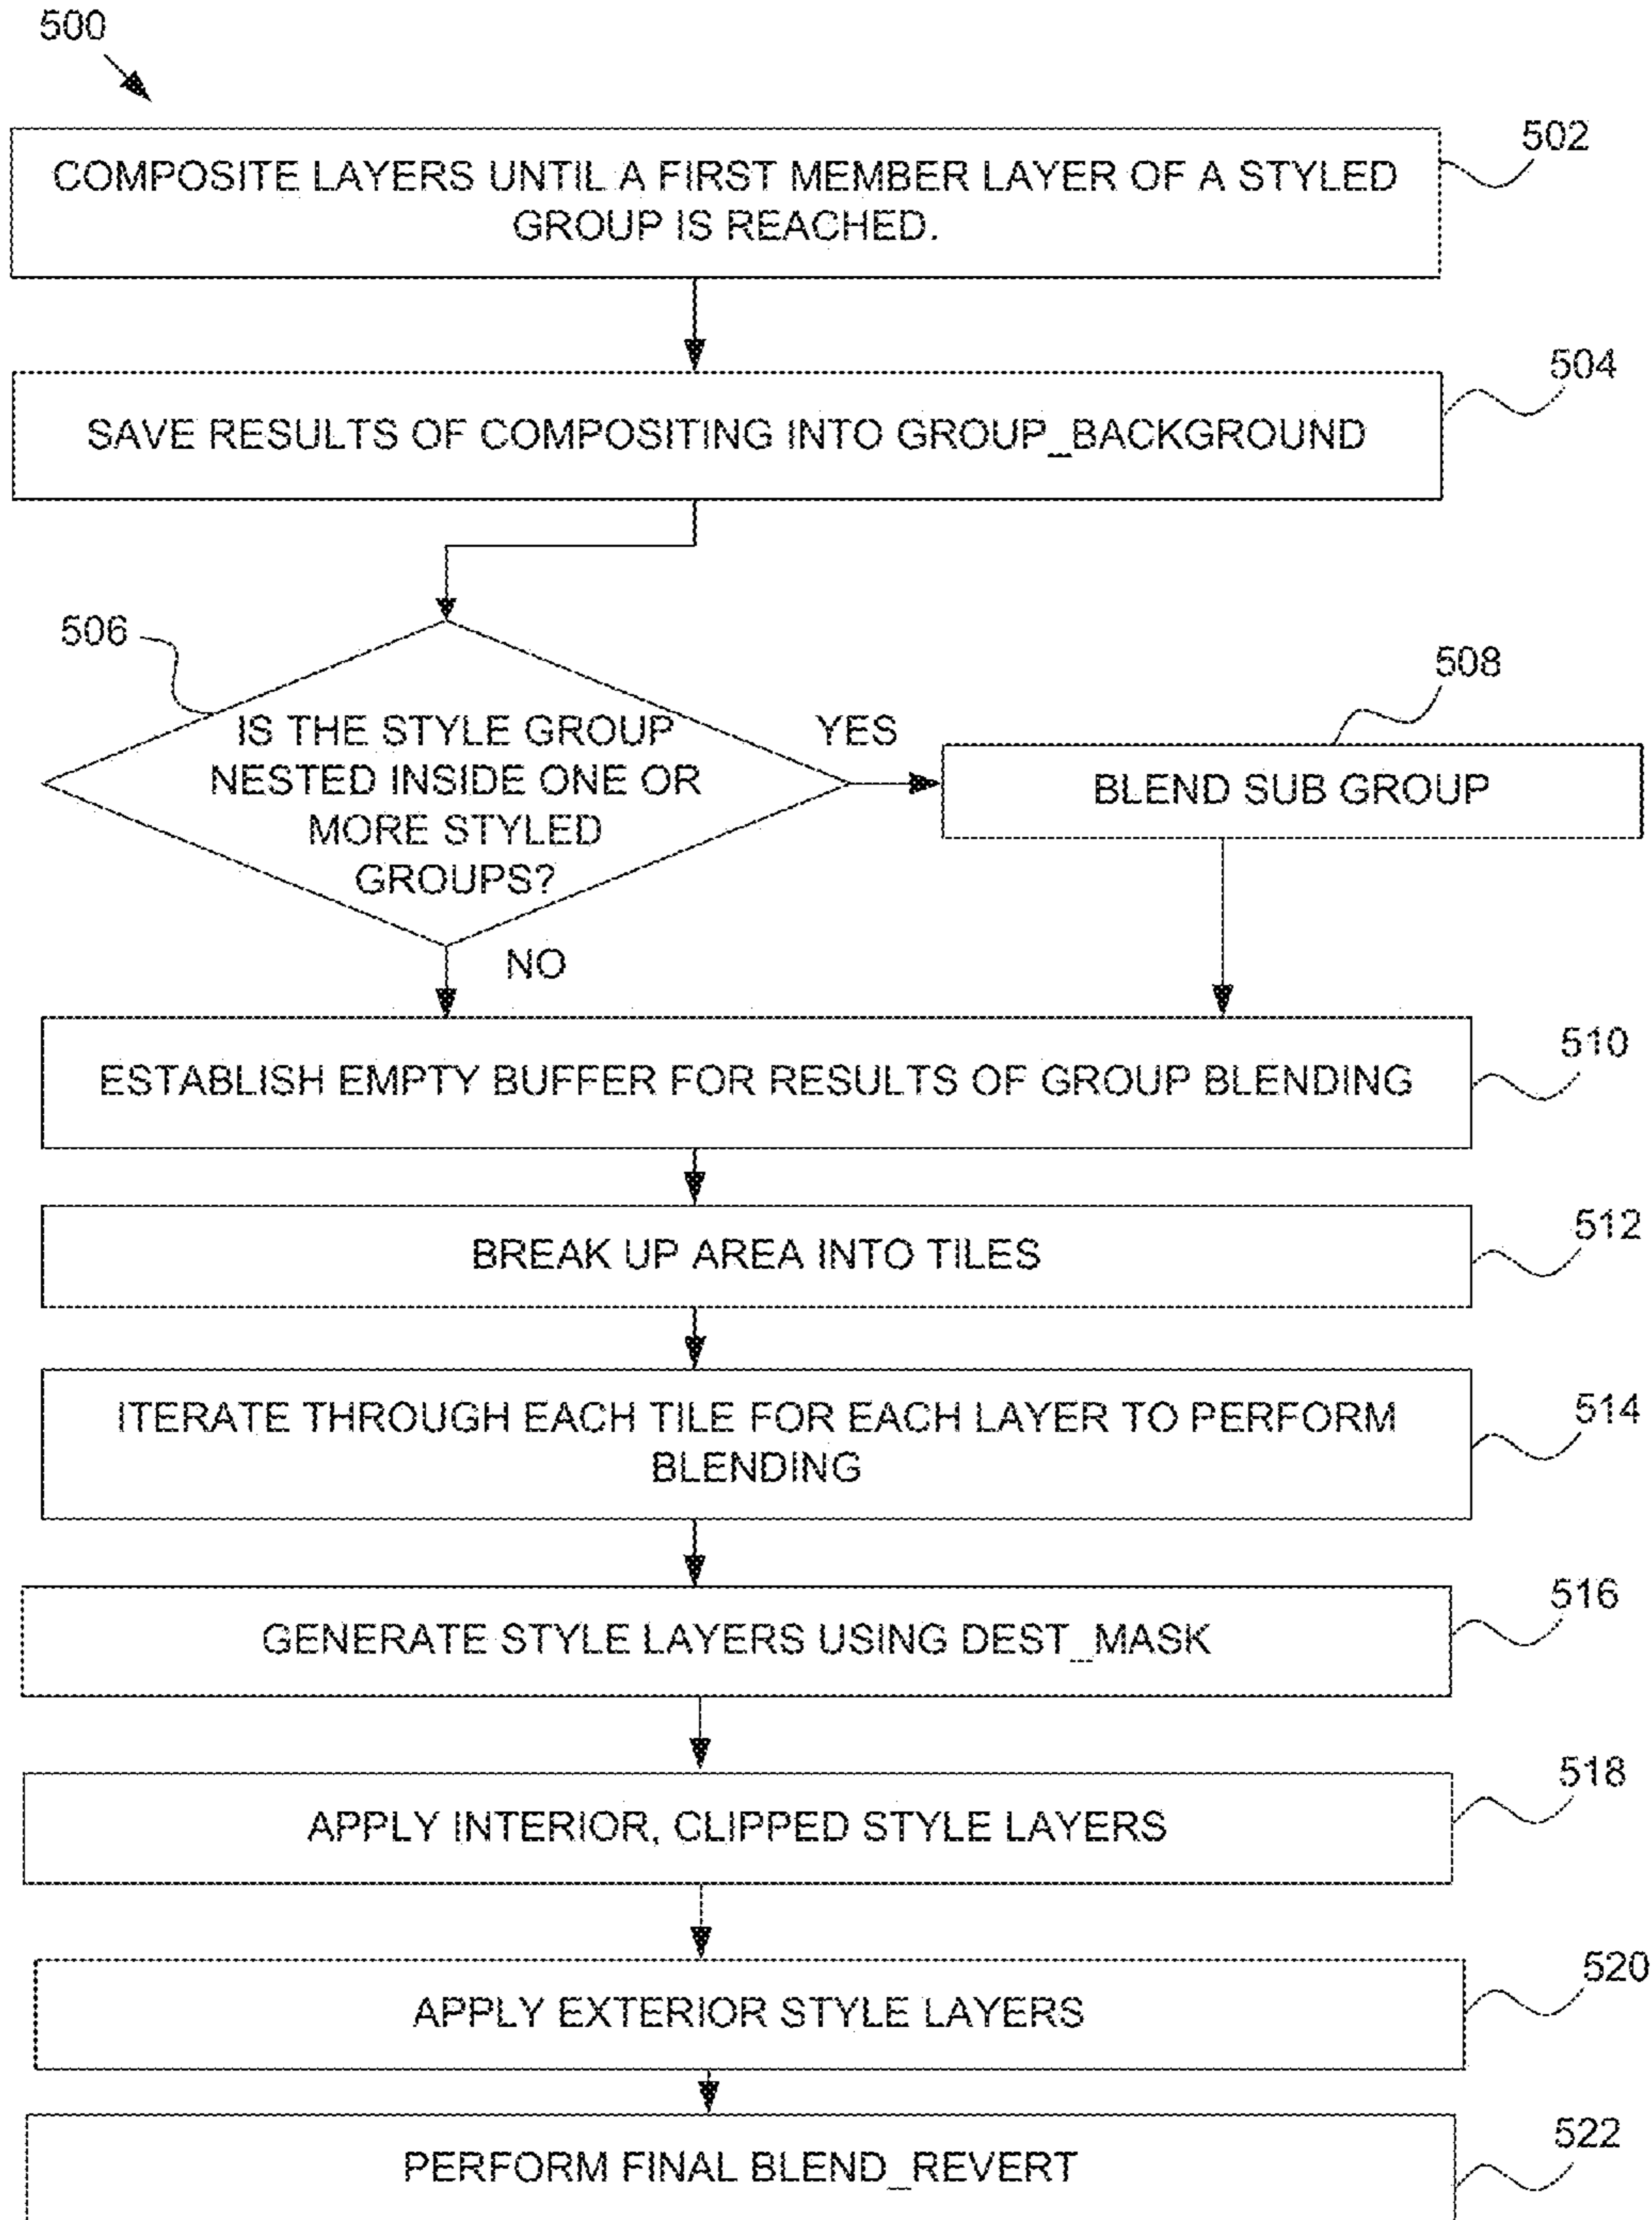 500
502
COMPOSITE LAYERS UNTIL A FIRST MEMBER LAYER OF A STYLED
GROUP IS REACHED.
504
SAVE RESULTS OF COMPOSITING INTO GROUP_BACKGROUND
506
508
IS THE STYLE GROUP
NESTED INSIDE ONE OR
MORE STYLED
GROUPS?
YES
BLEND SUB GROUP
NO
510
ESTABLISH EMPTY BUFFER FOR RESULTS OF GROUP BLENDING
512
BREAK UP AREA INTO TILES
514
ITERATE THROUGH EACH TILE FOR EACH LAYER TO PERFORM
BLENDING
516
GENERATE STYLE LAYERS USING DEST_MASK
518
APPLY INTERIOR, CLIPPED STYLE LAYERS
520
APPLY EXTERIOR STYLE LAYERS
522
PERFORM FINAL BLEND_REVERT